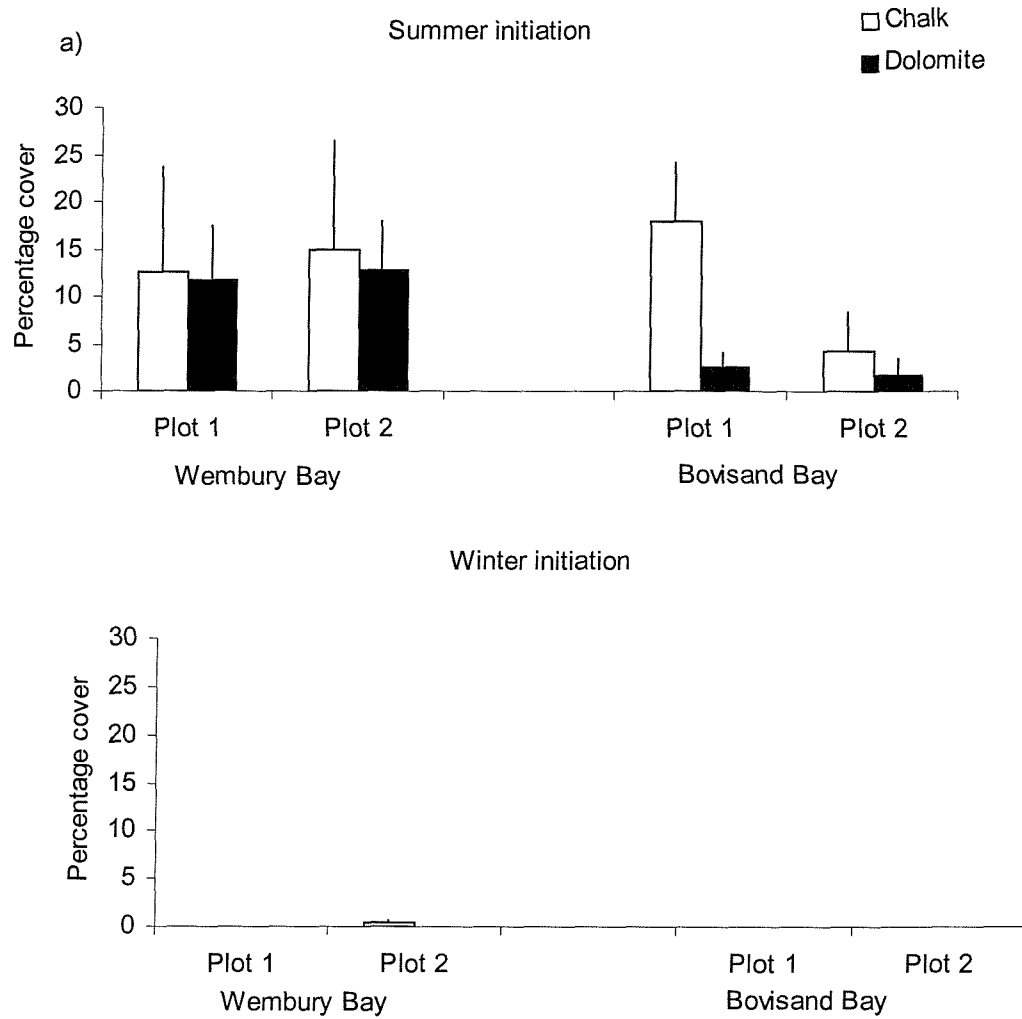 a)
Summer initiation
Chalk
Dolomite
Percentage cover
30
25
20
15
10
5
0
Plot 1 Plot 2 Plot 1 Plot 2
Wembury Bay Bovisand Bay
Winter initiation
Percentage cover
30
25
20
15
10
5
0
Plot 1 Plot 2 Plot 1 Plot 2
Wembury Bay Bovisand Bay